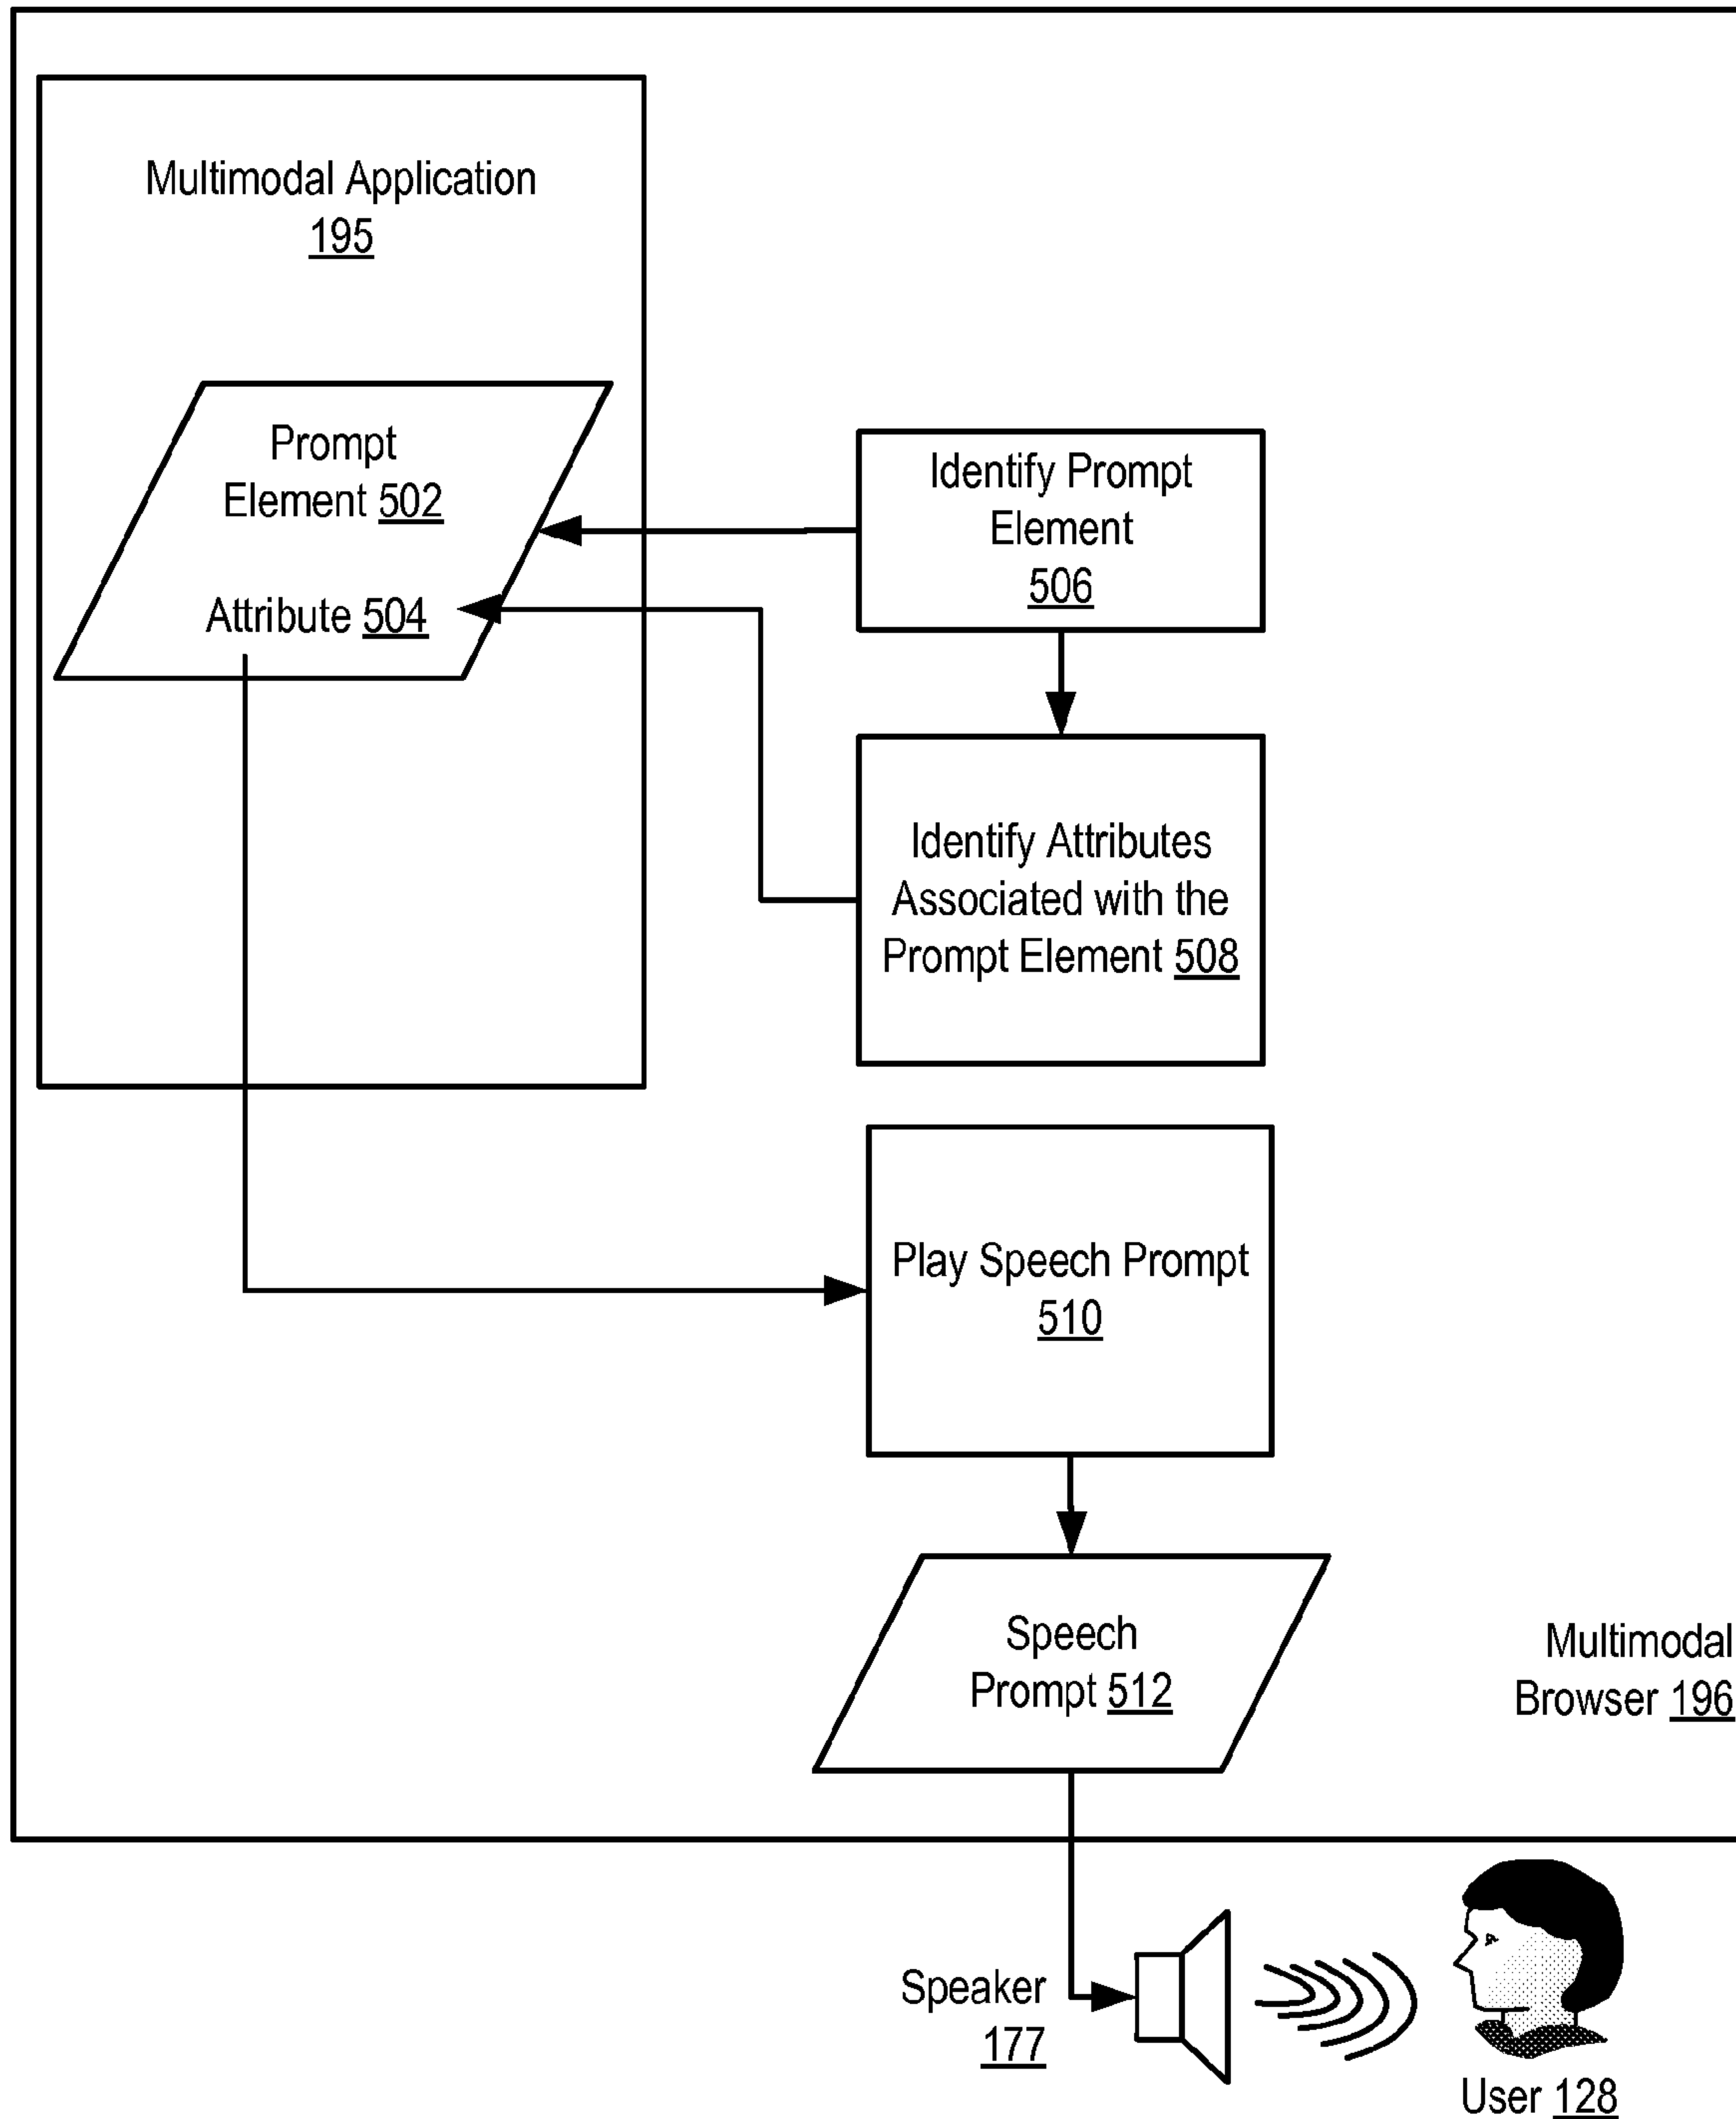 Multimodal Application
195
Prompt
Element 502
Attribute 504
Identify Prompt
Element
506
Identify Attributes
Associated with the
Prompt Element 508
Play Speech Prompt
510
Speech
Prompt 512
Multimodal
Browser 196
Speaker
177
User 128